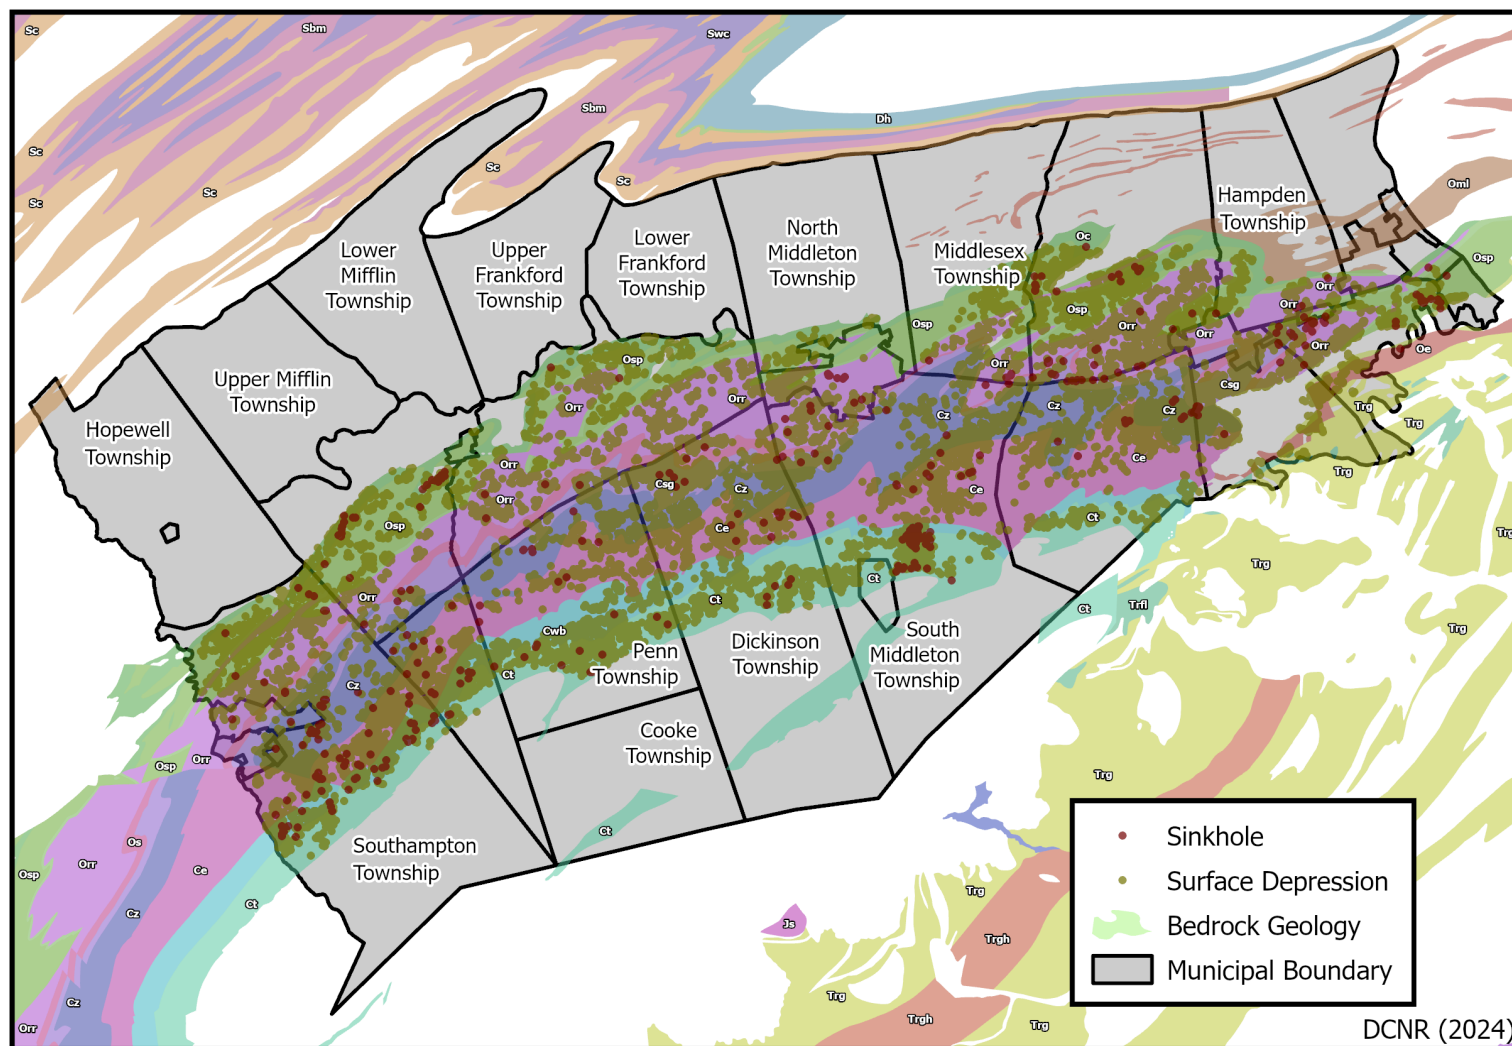 Sc
Sbm
Swc
Sbm
Dh
Sc
Sc
Sc
Sc
Sc
Oml
Hampden
Township
North
Middleton
Township
Lower
Frankford
Township
Upper
Frankford
Township
Lower
Mifflin
Township
Middlesex
Township
Oc
Osp
Orr
Orr
Osp
Osp
Orr
Orr
Orr
Oe
Osp
Orr
Csg
Upper Mifflin
Township
Orr
Orr
Cz
Cz
Cz
Trg
Trg
Hopewell
Township
Orr
Orr
Csg
Cz
Ce
Ce
Trg
Osp
Ce
Ct
Trg
Trg
Orr
Ct
Ct
Ct
Trfl
Cwb
Penn
Township
Dickinson
Township
South
Middleton
Township
Trg
Cz
Ct
Cooke
Township
Osp
Orr
Trg
Ct
Southampton
Township
Os
Orr
Osp
Ce
Ct
Cz
Js
Trg
Trgh
Cz
Orr
Trg
Trgh
Trg
Sinkhole
Surface Depression
Bedrock Geology
Municipal Boundary
DCNR (2024)